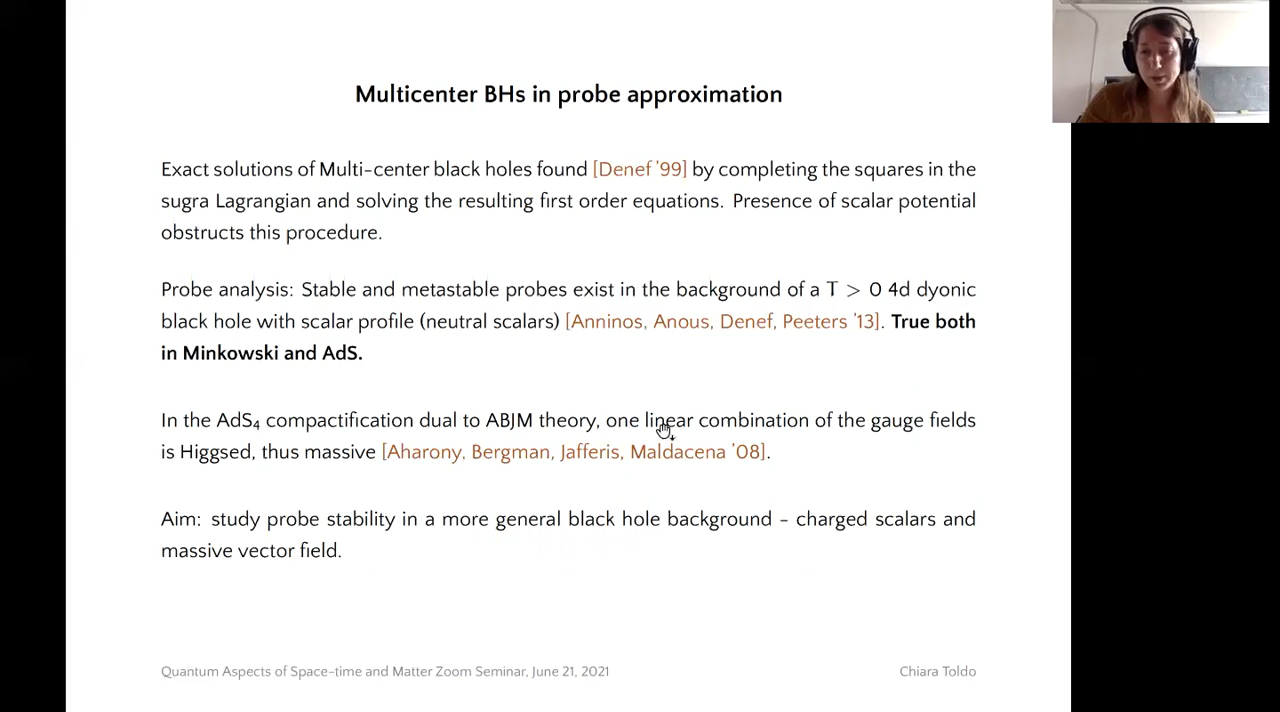 Multicenter BHs in probe approximation
Exact solutions of Multi-center black holes found [Denef '99] by completing the squares in the
sugra Lagrangian and solving the resulting first order equations. Presence of scalar potential
obstructs this procedure.
Probe analysis: Stable and metastable probes exist in the background of a T > 0 4d dyonic
black hole with scalar profile (neutral scalars) [Anninos, Anous, Denef, Peeters '13]. True both
in Minkowski and AdS.
In the AdS₄ compactification dual to ABJM theory, one linear combination of the gauge fields
is Higgsed, thus massive [Aharony, Bergman, Jafferis, Maldacena '08].
Aim: study probe stability in a more general black hole background – charged scalars and
massive vector field.
Quantum Aspects of Space-time and Matter Zoom Seminar, June 21, 2021
Chiara Toldo